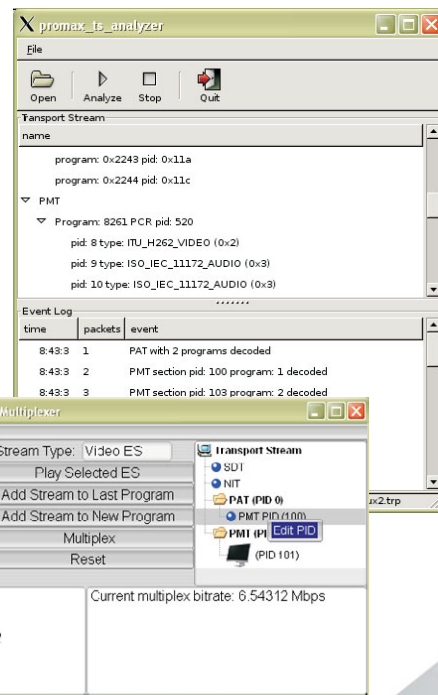 promax_ts_analyzer
File
Open Analyze Stop Quit
Transport Stream
name
program: 0x2243 pid: 0x11a
program: 0x2244 pid: 0x11c
PMT
Program: 8261 PCR pid: 520
pid: 8 type: ITU_H262_VIDEO (0x2)
pid: 9 type: ISO_IEC_11172_AUDIO (0x3)
pid: 10 type: ISO_IEC_11172_AUDIO (0x3)
Event Log
time packets event
8:43:3 1 PAT with 2 programs decoded
8:43:3 2 PMT section pid: 100 program: 1 decoded
8:43:3 3 PMT section pid: 103 program: 2 decoded
ux2.trp
Multiplexer
Stream Type: Video ES
Play Selected ES
Add Stream to Last Program
Add Stream to New Program
Multiplex
Reset
Transport Stream
SDT
NIT
PAT (PID 0)
PMT PID (100)
Edit PID
PMT (PI
(PID 101)
Current multiplex bitrate: 6.54312 Mbps